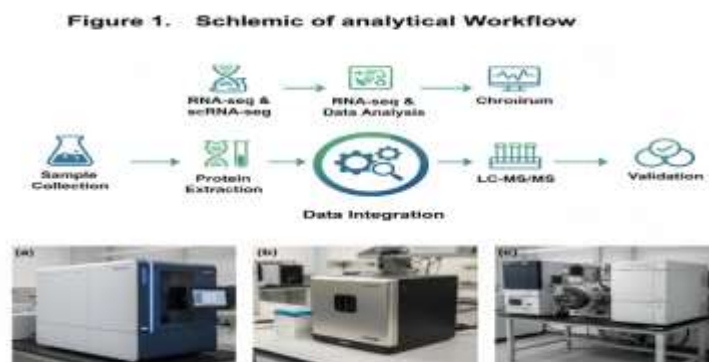 Figure 1. Schlemic of analytical Workflow
RNA-seq &
scRNA-seq
RNA-seq &
Data Analysis
Chrouirum
Sample
Collection
Protein
Extraction
Data Integration
LC-MS/MS
Validation
(a)
(b)
(c)